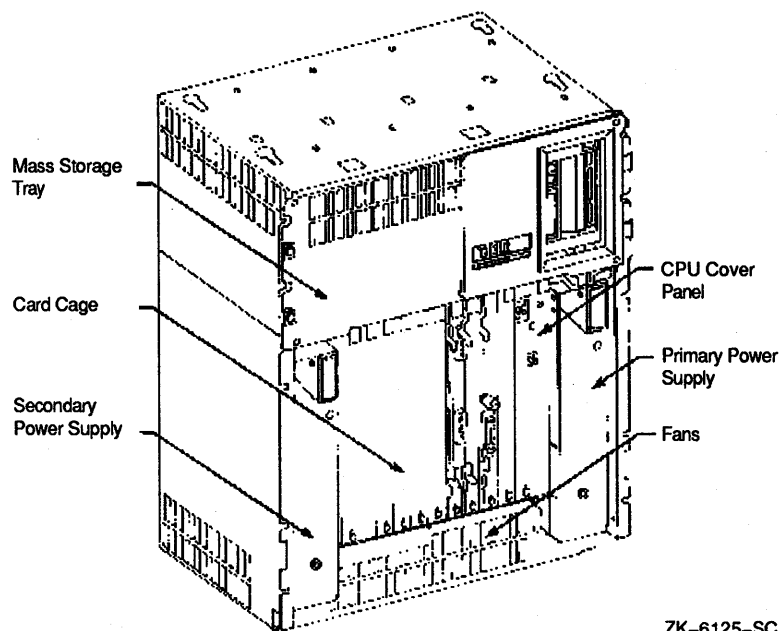 Mass Storage
Tray
Card Cage
Secondary
Power Supply
CPU Cover
Panel
Primary Power
Supply
Fans
ZK–6125–SC